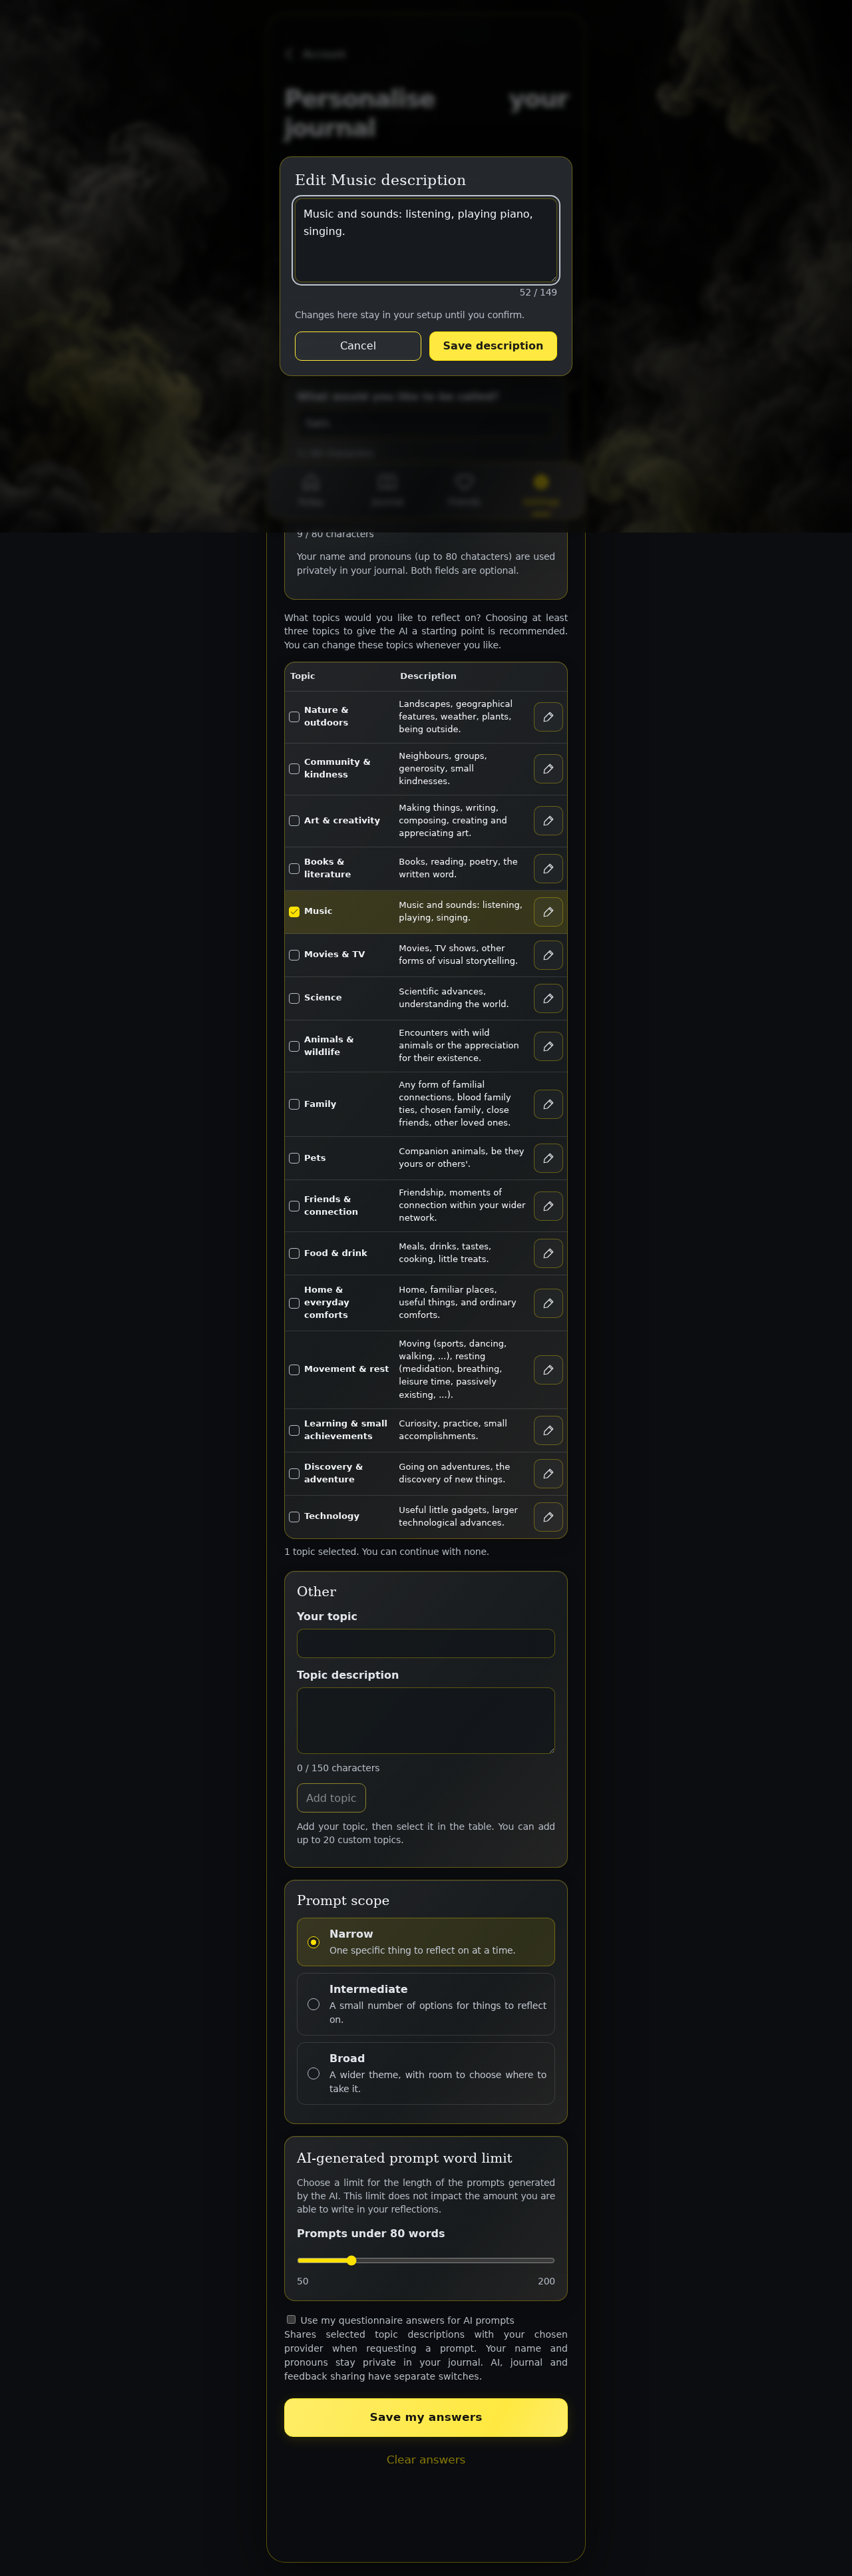 Account
Personalise your
journal
Edit Music description
Music and sounds: listening, playing piano,
singing.
52 / 149
Changes here stay in your setup until you confirm.
Cancel
Save description
What would you like to be called?
9 / 80 characters
Your name and pronouns (up to 80 chatacters) are used
privately in your journal. Both fields are optional.
What topics would you like to reflect on? Choosing at least
three topics to give the AI a starting point is recommended.
You can change these topics whenever you like.
Topic
Description
Nature &
outdoors
Landscapes, geographical
features, weather, plants,
being outside.
Community &
kindness
Neighbours, groups,
generosity, small
kindnesses.
Art & creativity
Making things, writing,
composing, creating and
appreciating art.
Books &
literature
Books, reading, poetry, the
written word.
Music
Music and sounds: listening,
playing, singing.
Movies & TV
Movies, TV shows, other
forms of visual storytelling.
Science
Scientific advances,
understanding the world.
Animals &
wildlife
Encounters with wild
animals or the appreciation
for their existence.
Family
Any form of familial
connections, blood family
ties, chosen family, close
friends, other loved ones.
Pets
Companion animals, be they
yours or others'.
Friends &
connection
Friendship, moments of
connection within your wider
network.
Food & drink
Meals, drinks, tastes,
cooking, little treats.
Home &
everyday
comforts
Home, familiar places,
useful things, and ordinary
comforts.
Movement & rest
Moving (sports, dancing,
walking, ...), resting
(medidation, breathing,
leisure time, passively
existing, ...).
Learning & small
achievements
Curiosity, practice, small
accomplishments.
Discovery &
adventure
Going on adventures, the
discovery of new things.
Technology
Useful little gadgets, larger
technological advances.
1 topic selected. You can continue with none.
Other
Your topic
Topic description
0 / 150 characters
Add topic
Add your topic, then select it in the table. You can add
up to 20 custom topics.
Prompt scope
Narrow
One specific thing to reflect on at a time.
Intermediate
A small number of options for things to reflect
on.
Broad
A wider theme, with room to choose where to
take it.
AI-generated prompt word limit
Choose a limit for the length of the prompts generated
by the AI. This limit does not impact the amount you are
able to write in your reflections.
Prompts under 80 words
50
200
Use my questionnaire answers for AI prompts
Shares selected topic descriptions with your chosen
provider when requesting a prompt. Your name and
pronouns stay private in your journal. AI, journal and
feedback sharing have separate switches.
Save my answers
Clear answers